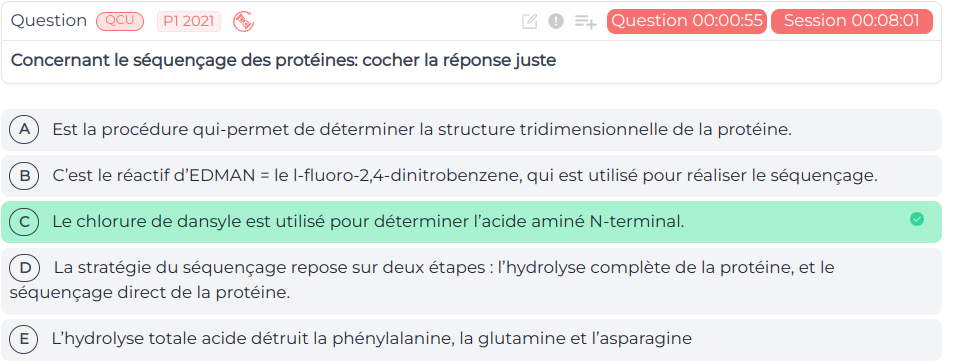 Question QCU P1 2021 Question 00:00:55 Session 00:08:01
Concernant le séquençage des protéines: cocher la réponse juste
A Est la procédure qui-permet de déterminer la structure tridimensionnelle de la protéine.
B C’est le réactif d’EDMAN = le l-fluoro-2,4-dinitrobenzene, qui est utilisé pour réaliser le séquençage.
C Le chlorure de dansyle est utilisé pour déterminer l’acide aminé N-terminal.
D La stratégie du séquençage repose sur deux étapes : l’hydrolyse complète de la protéine, et le
séquençage direct de la protéine.
E L’hydrolyse totale acide détruit la phénylalanine, la glutamine et l’asparagine